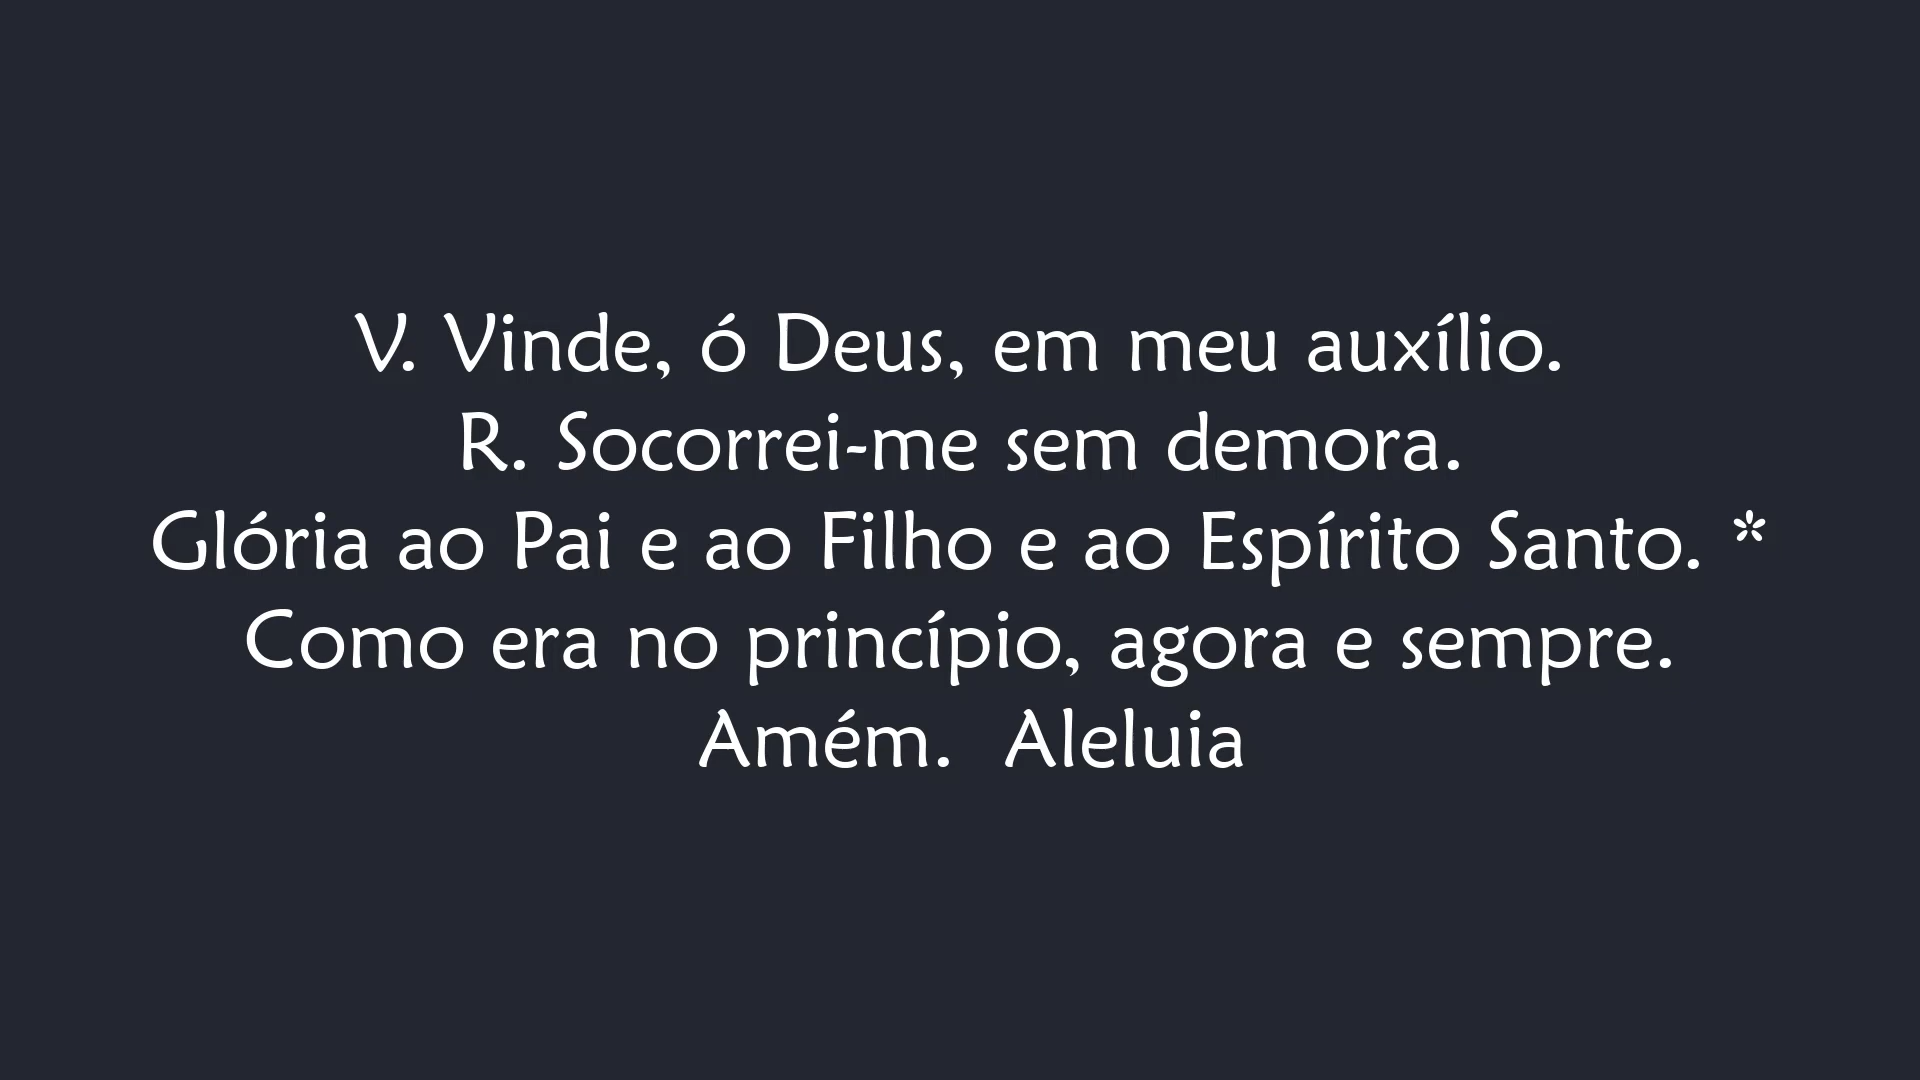 V. Vinde, ó Deus, em meu auxílio.
R. Socorrei-me sem demora.
Glória ao Pai e ao Filho e ao Espírito Santo. *
Como era no princípio, agora e sempre.
Amém.  Aleluia